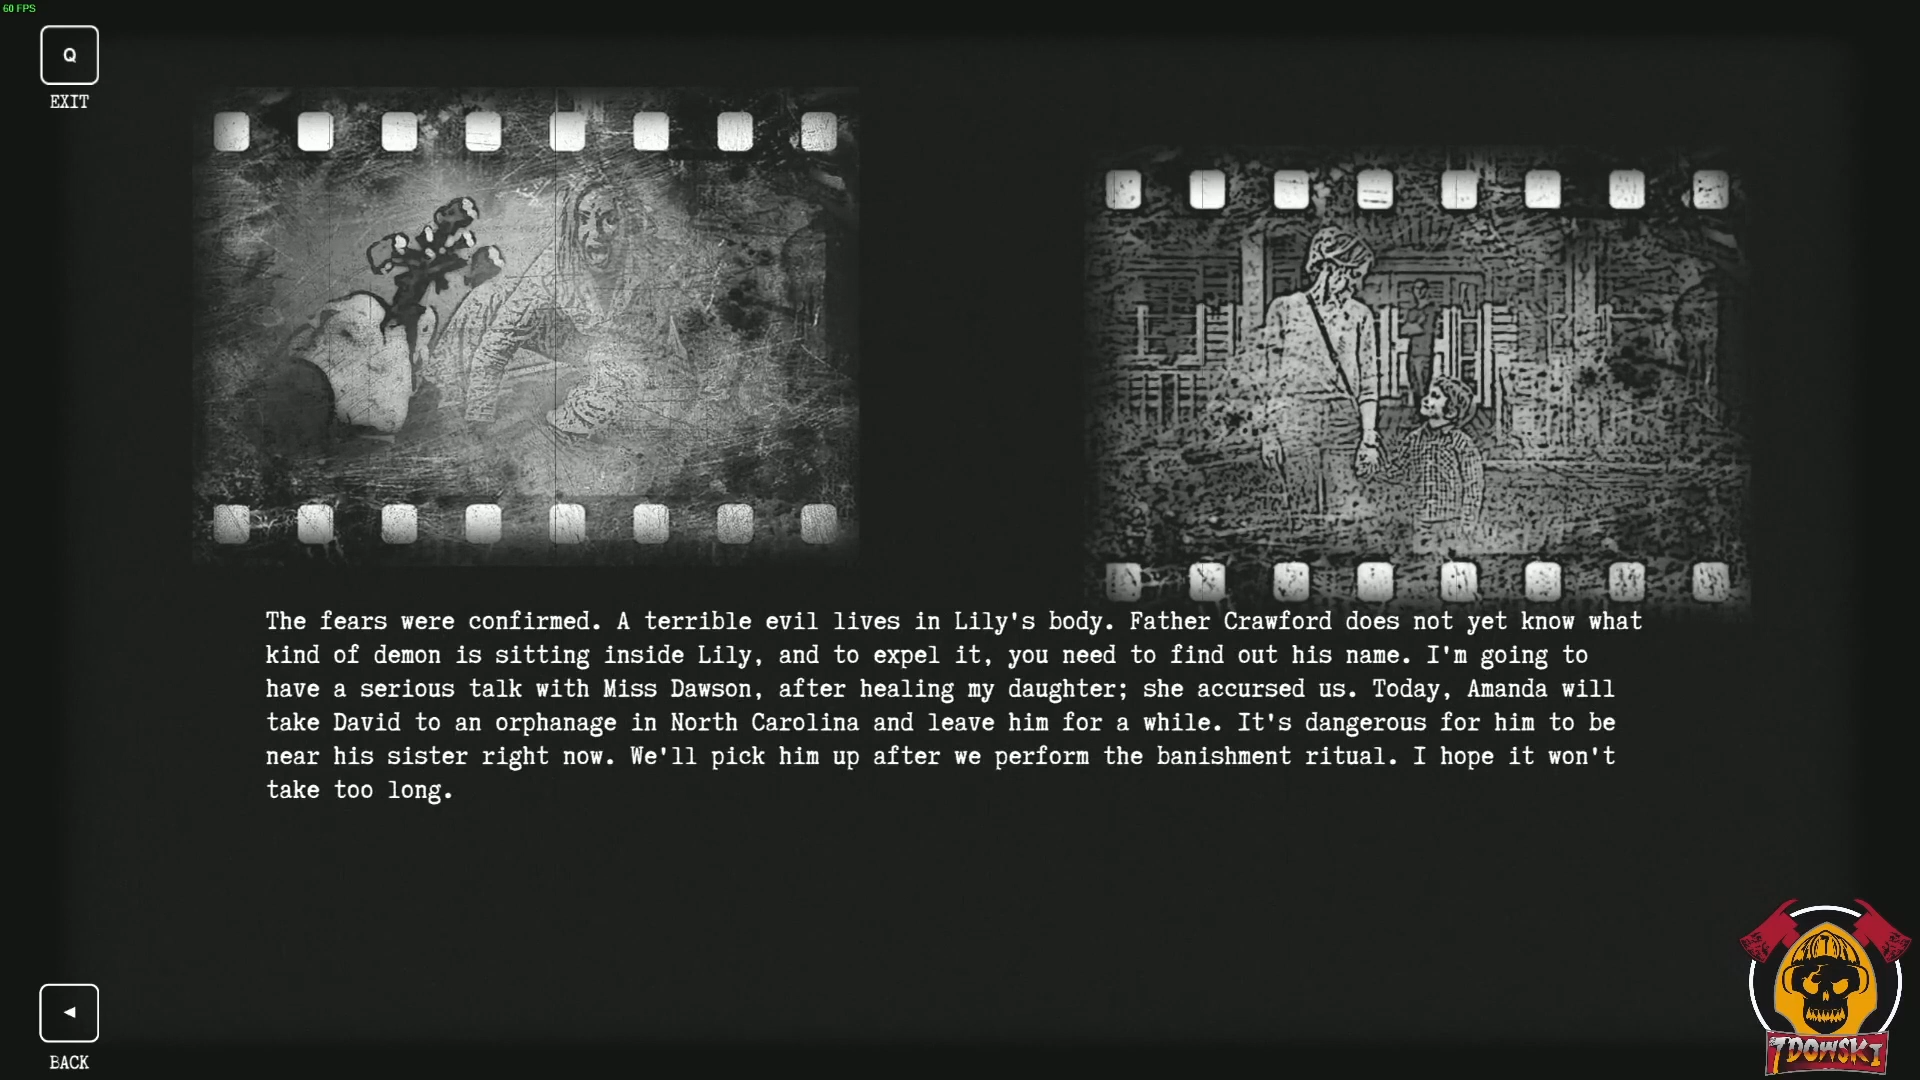 60 FPS
Q
EXIT
The fears were confirmed. A terrible evil lives in Lily's body. Father Crawford does not yet know what
kind of demon is sitting inside Lily, and to expel it, you need to find out his name. I'm going to
have a serious talk with Miss Dawson, after healing my daughter; she accursed us. Today, Amanda will
take David to an orphanage in North Carolina and leave him for a while. It's dangerous for him to be
near his sister right now. We'll pick him up after we perform the banishment ritual. I hope it won't
take too long.
7
7DOWSKI
BACK